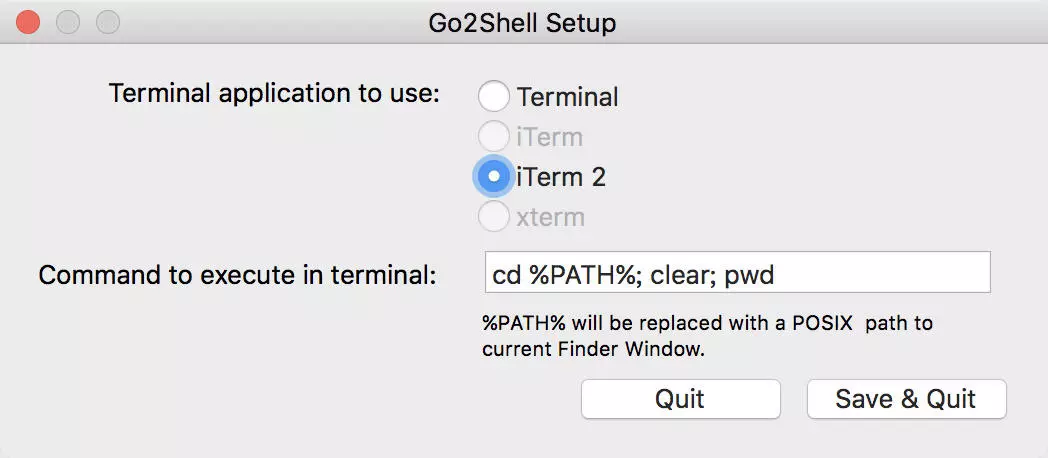 Go2Shell Setup
Terminal application to use:
Terminal
iTerm
iTerm 2
xterm
Command to execute in terminal:
cd %PATH%; clear; pwd
%PATH% will be replaced with a POSIX  path to
current Finder Window.
Quit
Save & Quit